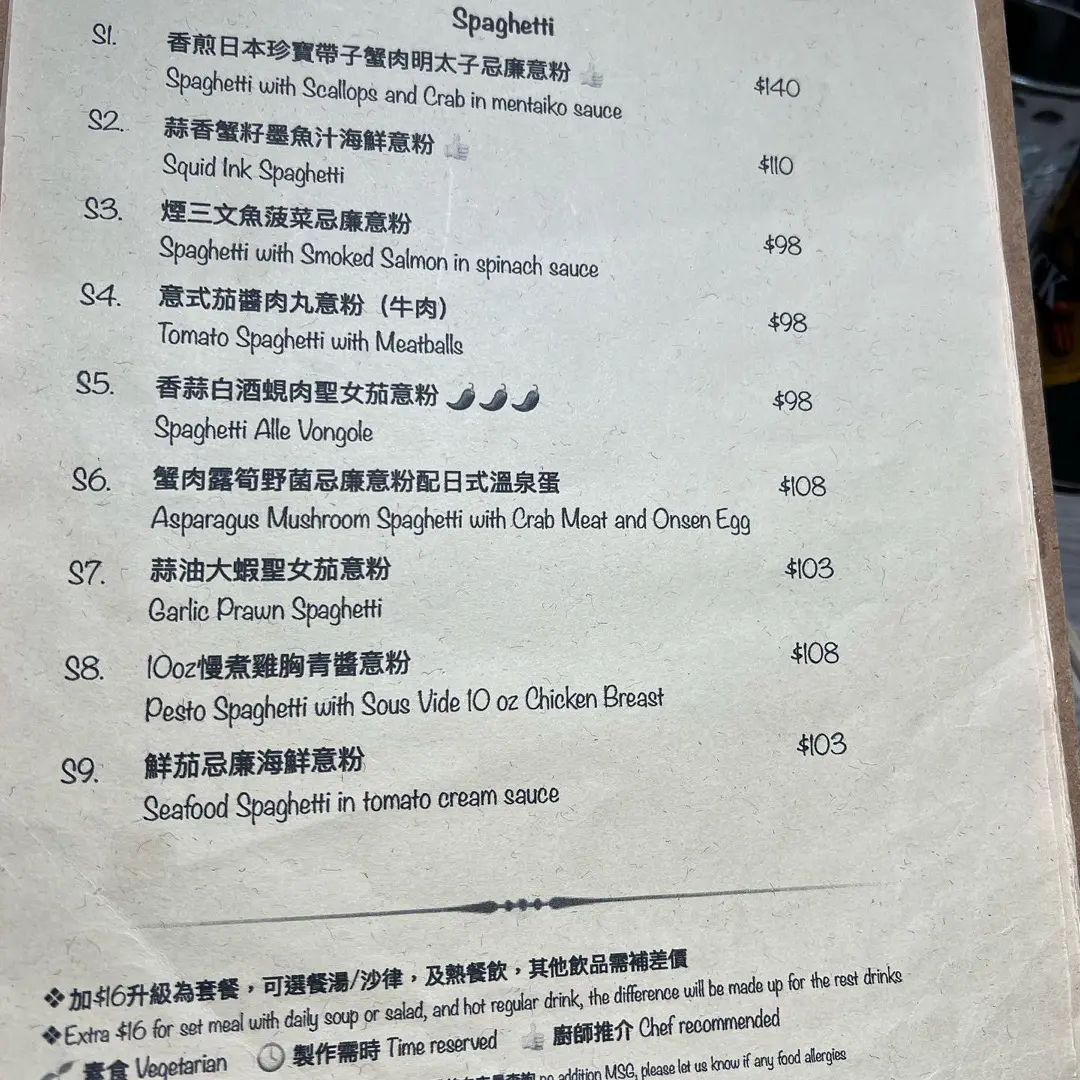 Spaghetti
S1. 香煎日本珍寶帶子蟹肉明太子忌廉意粉 $140
Spaghetti with Scallops and Crab in mentaiko sauce
S2. 蒜香蟹籽墨魚汁海鮮意粉 $110
Squid Ink Spaghetti
S3. 煙三文魚菠菜忌廉意粉 $98
Spaghetti with Smoked Salmon in spinach sauce
S4. 意式茄醬肉丸意粉（牛肉） $98
Tomato Spaghetti with Meatballs
S5. 香蒜白酒蜆肉聖女茄意粉 $98
Spaghetti Alle Vongole
S6. 蟹肉露筍野菌忌廉意粉配日式溫泉蛋 $108
Asparagus Mushroom Spaghetti with Crab Meat and Onsen Egg
S7. 蒜油大蝦聖女茄意粉 $103
Garlic Prawn Spaghetti
S8. 10oz慢煮雞胸青醬意粉 $108
Pesto Spaghetti with Sous Vide 10 oz Chicken Breast
S9. 鮮茄忌廉海鮮意粉 $103
Seafood Spaghetti in tomato cream sauce
❖加$16升級為套餐，可選餐湯/沙律，及熱餐飲，其他飲品需補差價
❖Extra $16 for set meal with daily soup or salad, and hot regular drink, the difference will be made up for the rest drinks
素食 Vegetarian 製作需時 Time reserved 廚師推介 Chef recommended
no addition MSG, please let us know if any food allergies